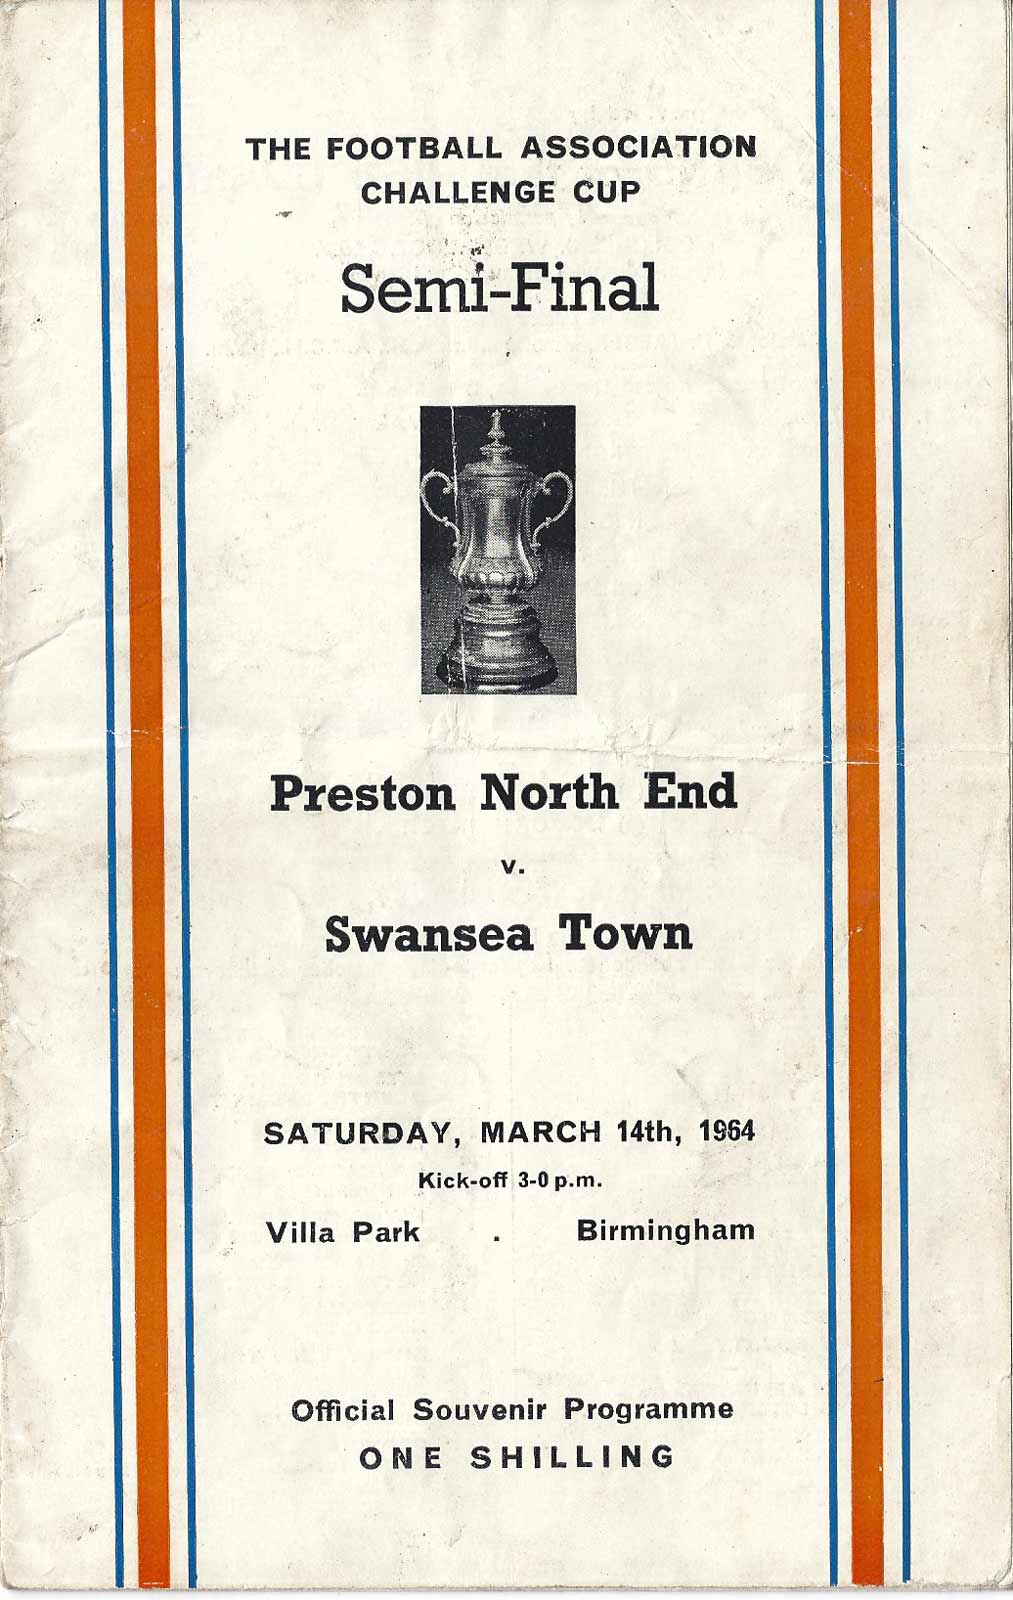 THE FOOTBALL ASSOCIATION
CHALLENGE CUP
Semi-Final
Preston North End
v.
Swansea Town
SATURDAY, MARCH 14th, 1964
Kick-off 3-0 p.m.
Villa Park . Birmingham
Official Souvenir Programme
ONE SHILLING